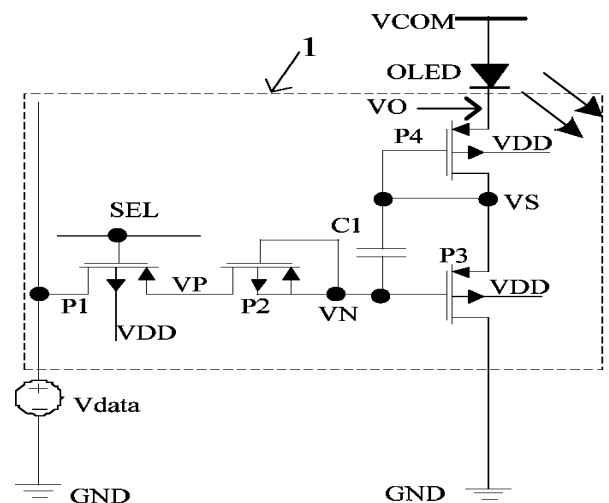 VCOM
1
OLED
VO
P4
VDD
SEL
C1
VS
P3
P1
VP
P2
VN
VDD
VDD
Vdata
GND
GND